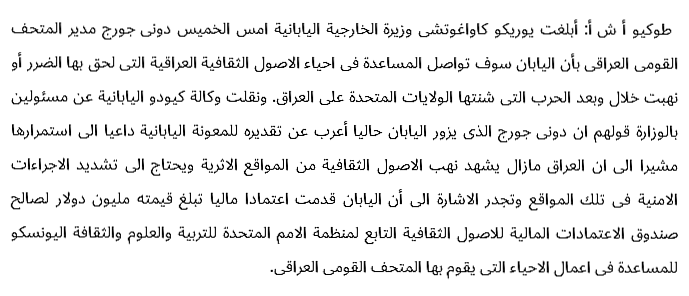 طوكيو أ ش أ: أبلغت يوريكو كاواغوتشى وزيرة الخارجية اليابانية امس الخميس دونى جورج مدير المتحف
القومى العراقى بأن اليابان سوف تواصل المساعدة فى احياء الاصول الثقافية العراقية التى لحق بها الضرر أو
نهبت خلال وبعد الحرب التى شنتها الولايات المتحدة على العراق. ونقلت وكالة كيودو اليابانية عن مسئولين
بالوزارة قولهم ان دونى جورج الذى يزور اليابان حاليا أعرب عن تقديره للمعونة اليابانية داعيا الى استمرارها
مشيرا الى ان العراق مازال يشهد نهب الاصول الثقافية من المواقع الاثرية ويحتاج الى تشديد الاجراءات
الامنية فى تلك المواقع وتجدر الاشارة الى أن اليابان قدمت اعتمادا ماليا تبلغ قيمته مليون دولار لصالح
صندوق الاعتمادات المالية للاصول الثقافية التابع لمنظمة الامم المتحدة للتربية والعلوم والثقافة اليونسكو
للمساعدة فى اعمال الاحياء التى يقوم بها المتحف القومى العراقى.